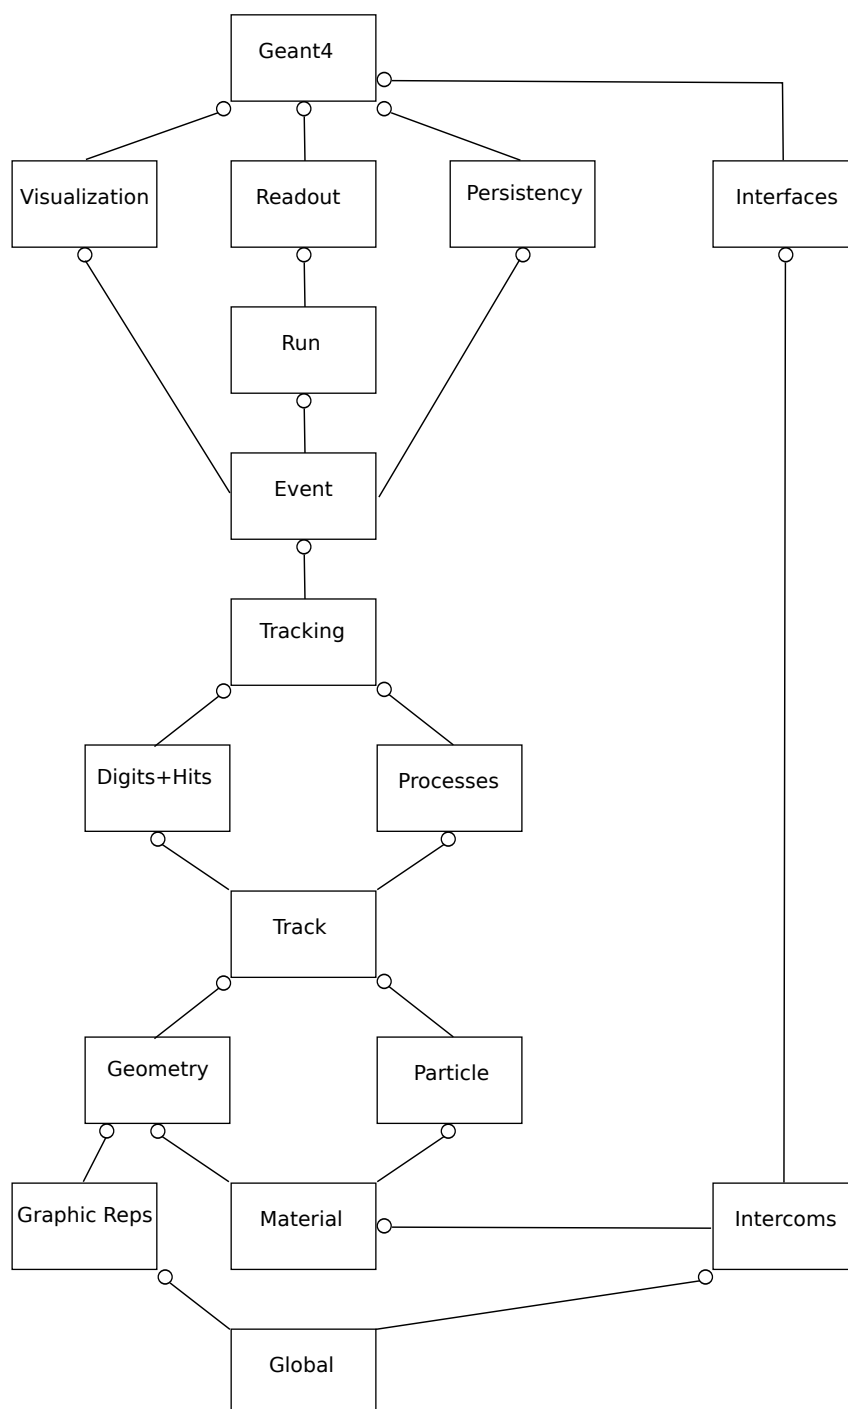 Geant4
Visualization
Readout
Persistency
Interfaces
Run
Event
Tracking
Digits+Hits
Processes
Track
Geometry
Particle
Graphic Reps
Material
Intercoms
Global